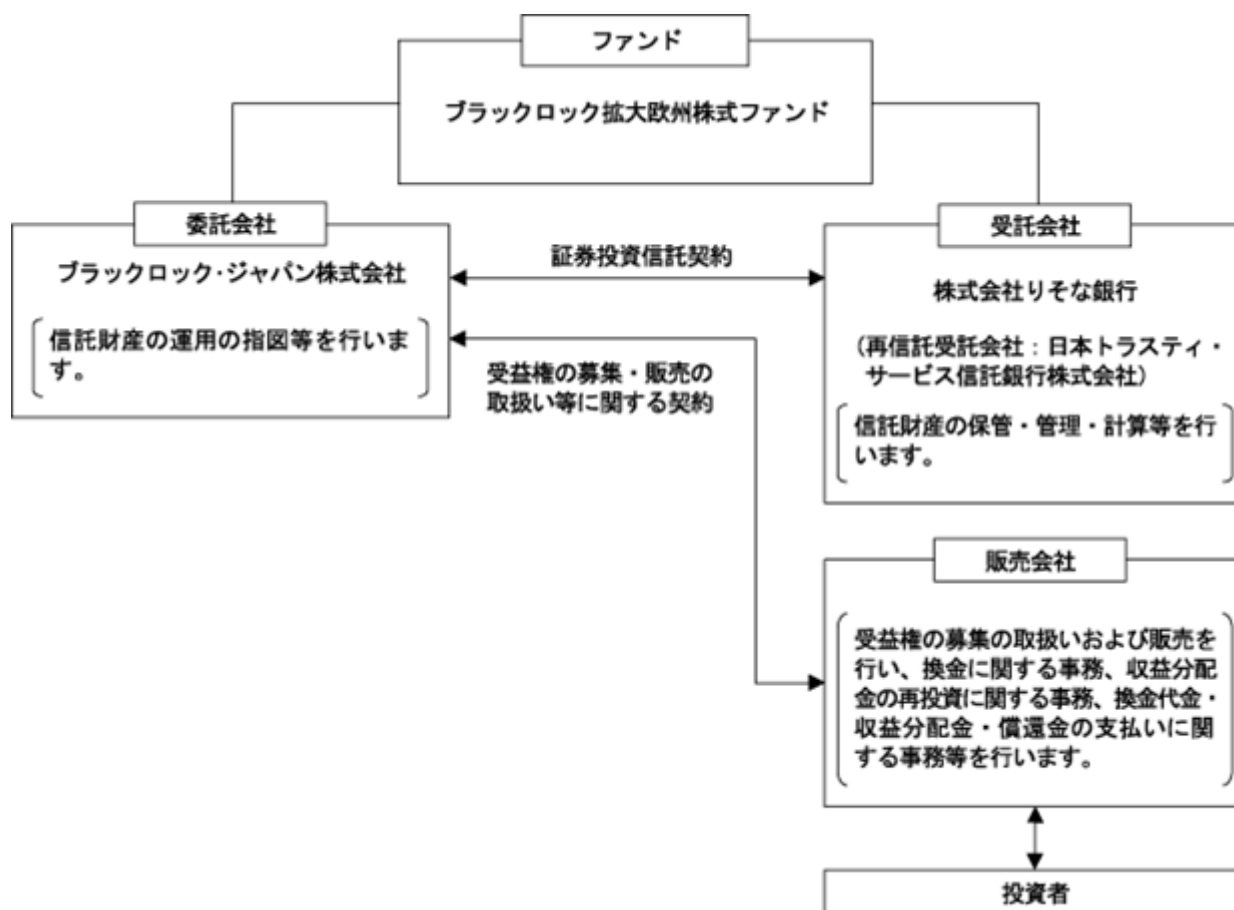 ファンド
ブラックロック拡大欧州株式ファンド
委託会社
ブラックロック・ジャパン株式会社
信託財産の運用の指図等を行いま
す。
証券投資信託契約
受益権の募集・販売の
取扱い等に関する契約
受託会社
株式会社りそな銀行
(再信託受託会社:日本トラスティ・
サービス信託銀行株式会社)
信託財産の保管・管理・計算等を行
います。
販売会社
受益権の募集の取扱いおよび販売を
行い、換金に関する事務、収益分配
金の再投資に関する事務、換金代金・
収益分配金・償還金の支払いに関
する事務等を行います。
投資者